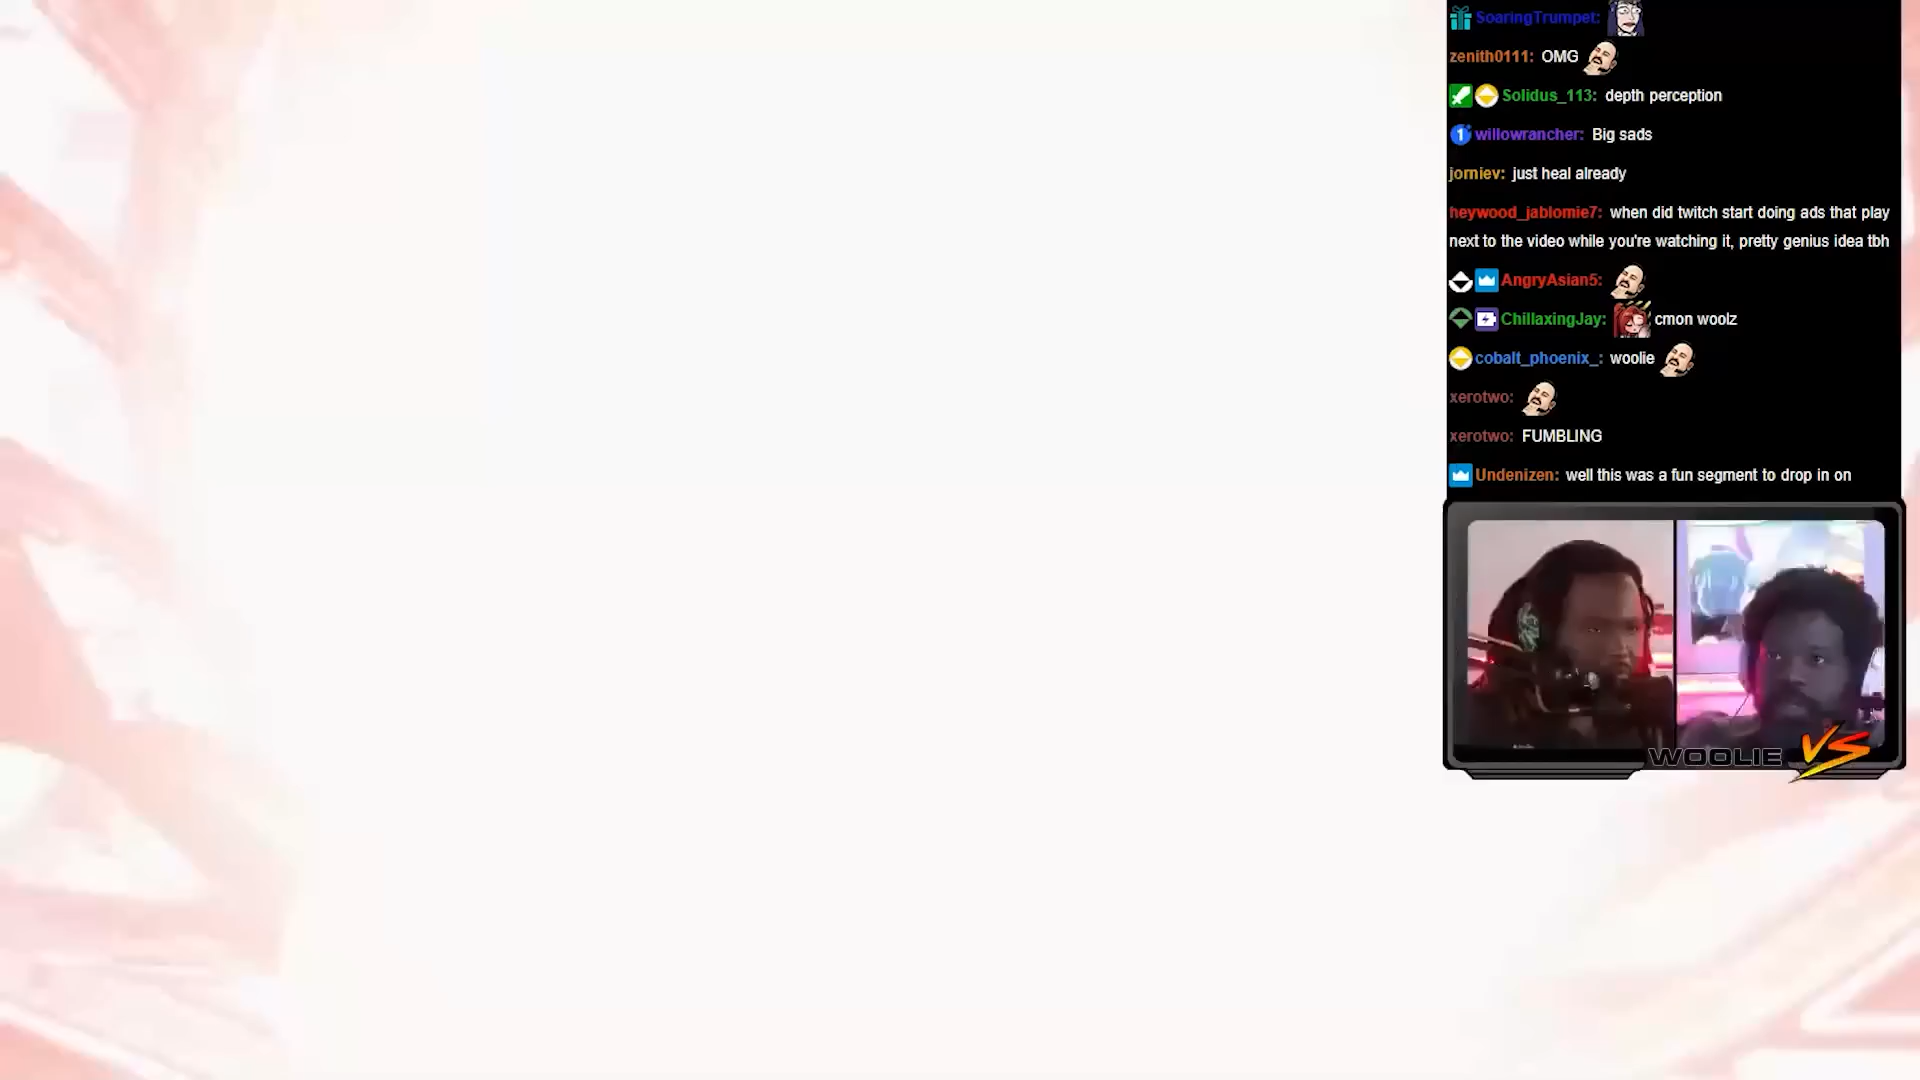 SoaringTrumpet:
zenith0111: OMG
Solidus_113: depth perception
willowrancher: Big sads
jorniev: just heal already
heywood_jablomie7: when did twitch start doing ads that play
next to the video while you're watching it, pretty genius idea tbh
AngryAsian5:
ChillaxingJay: cmon woolz
cobalt_phoenix_: woolie
xerotwo:
xerotwo: FUMBLING
Undenizen: well this was a fun segment to drop in on
WOOLIE VS